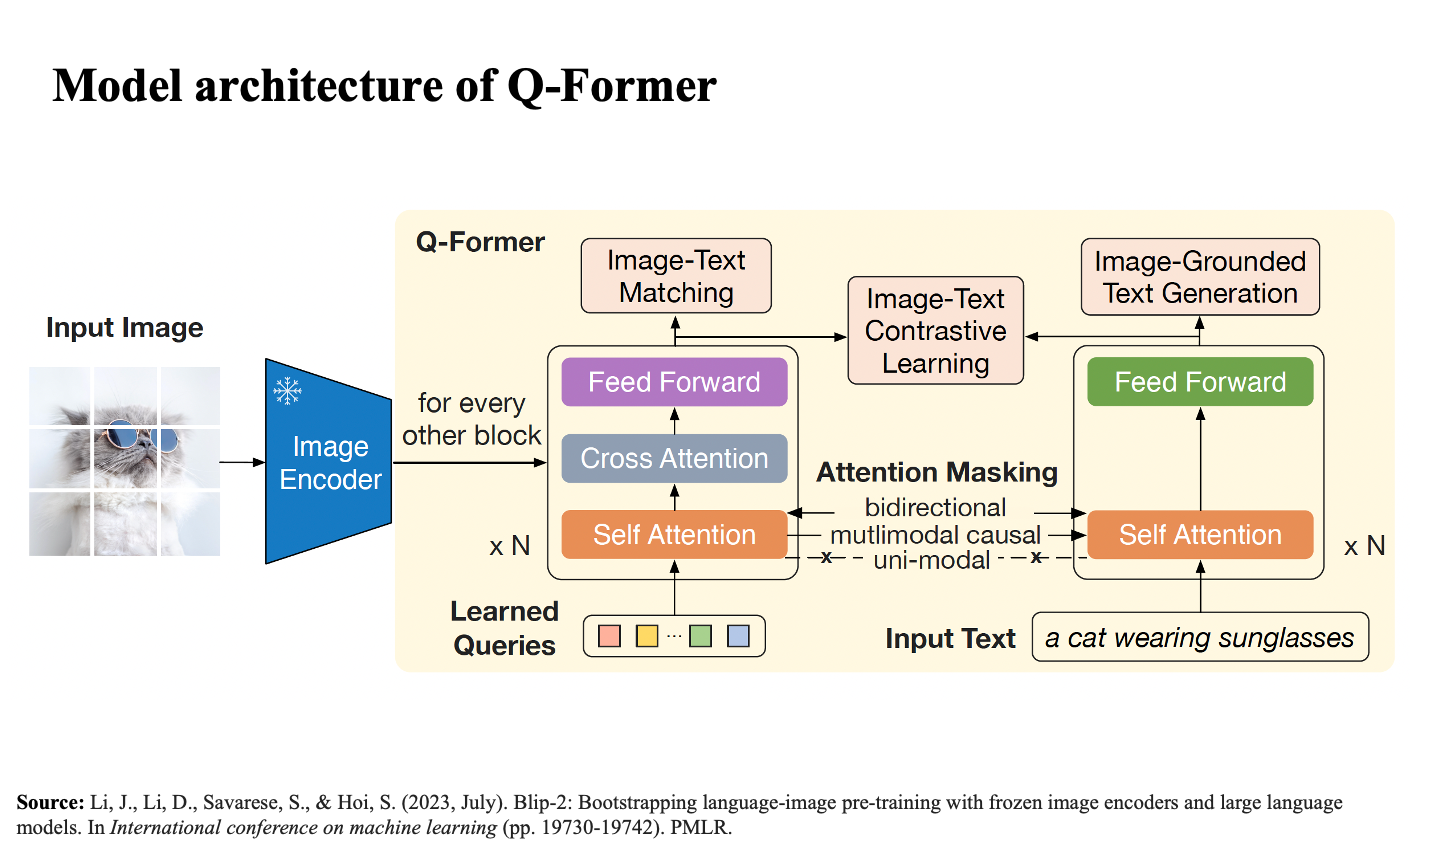 Model architecture of Q-Former
Q-Former
Input Image
Image
Encoder
for every
other block
Image-Text
Matching
Image-Text
Contrastive
Learning
Image-Grounded
Text Generation
Feed Forward
Cross Attention
Self Attention
x N
Attention Masking
bidirectional
mutlimodal causal
x uni-modal x
Feed Forward
Self Attention
x N
Learned
Queries
...
Input Text
a cat wearing sunglasses
Source: Li, J., Li, D., Savarese, S., & Hoi, S. (2023, July). Blip-2: Bootstrapping language-image pre-training with frozen image encoders and large language
models. In International conference on machine learning (pp. 19730-19742). PMLR.